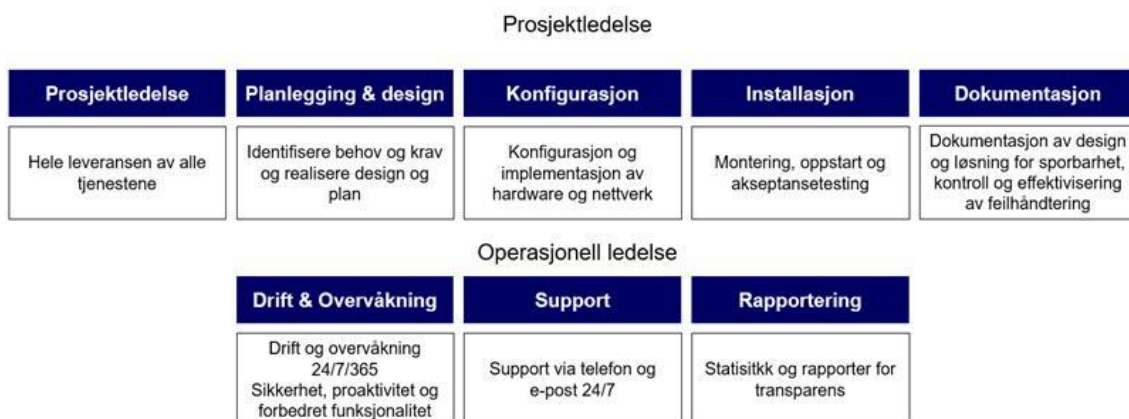 Prosjektledelse
Prosjektledelse
Planlegging & design
Konfigurasjon
Installasjon
Dokumentasjon
Hele leveransen av alle
tjenestene
Identifisere behov og krav
og realisere design og
plan
Konfigurasjon og
implementasjon av
hardware og nettverk
Montering, oppstart og
akseptansetesting
Dokumentasjon av design
og løsning for sporbarhet,
kontroll og effektivisering
av feilhåndtering
Operasjonell ledelse
Drift & Overvåkning
Support
Rapportering
Drift og overvåkning
24/7/365
Sikkerhet, proaktivitet og
forbedret funksjonalitet
Support via telefon og
e-post 24/7
Statisitkk og rapporter for
transparens